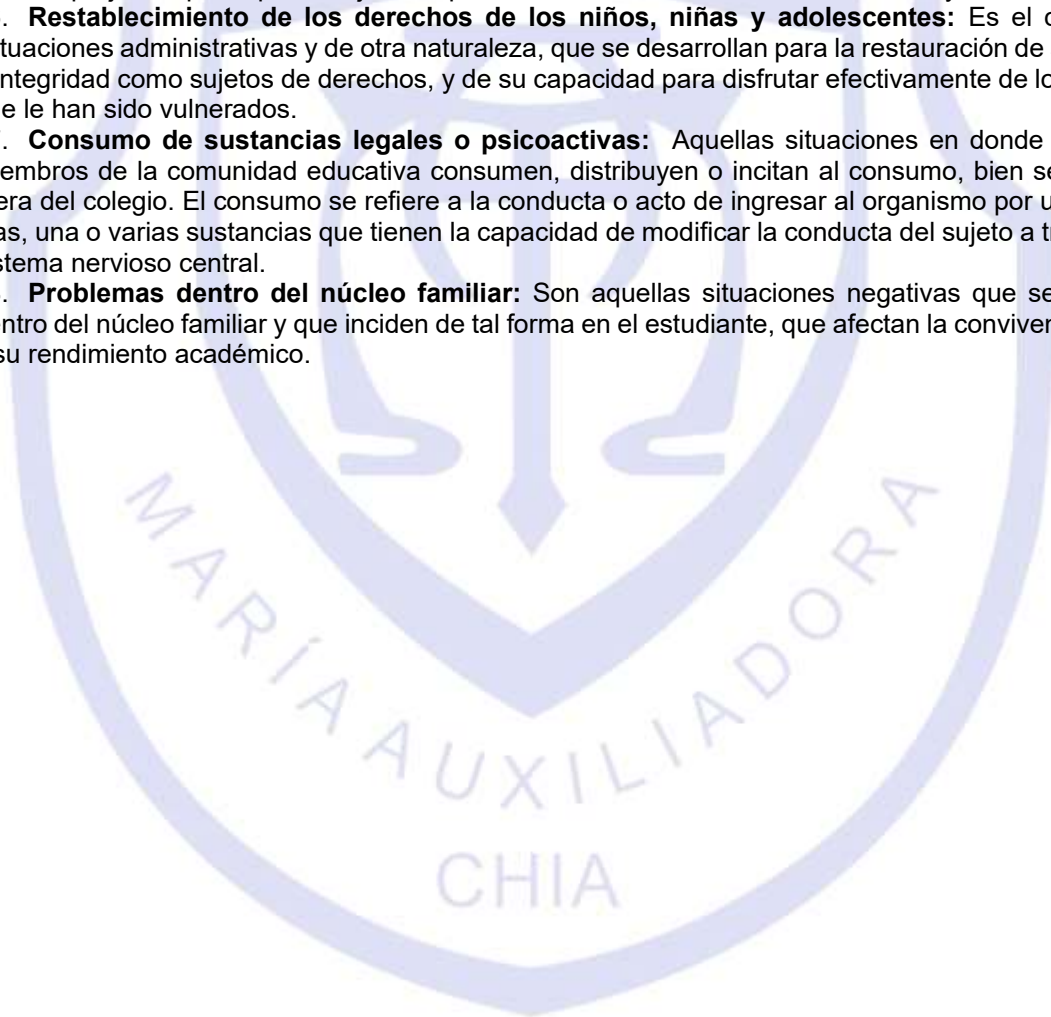 . Restablecimiento de los derechos de los niños, niñas y adolescentes: Es el
tuaciones administrativas y de otra naturaleza, que se desarrollan para la restauración de
integridad como sujetos de derechos, y de su capacidad para disfrutar efectivamente de
e le han sido vulnerados.
. Consumo de sustancias legales o psicoactivas: Aquellas situaciones en donde
embros de la comunidad educativa consumen, distribuyen o incitan al consumo, bien
era del colegio. El consumo se refiere a la conducta o acto de ingresar al organismo por
as, una o varias sustancias que tienen la capacidad de modificar la conducta del sujeto a
stema nervioso central.
. Problemas dentro del núcleo familiar: Son aquellas situaciones negativas que se
entro del núcleo familiar y que inciden de tal forma en el estudiante, que afectan la
su rendimiento académico.
MARÍA AUXILIADORA
CHIA